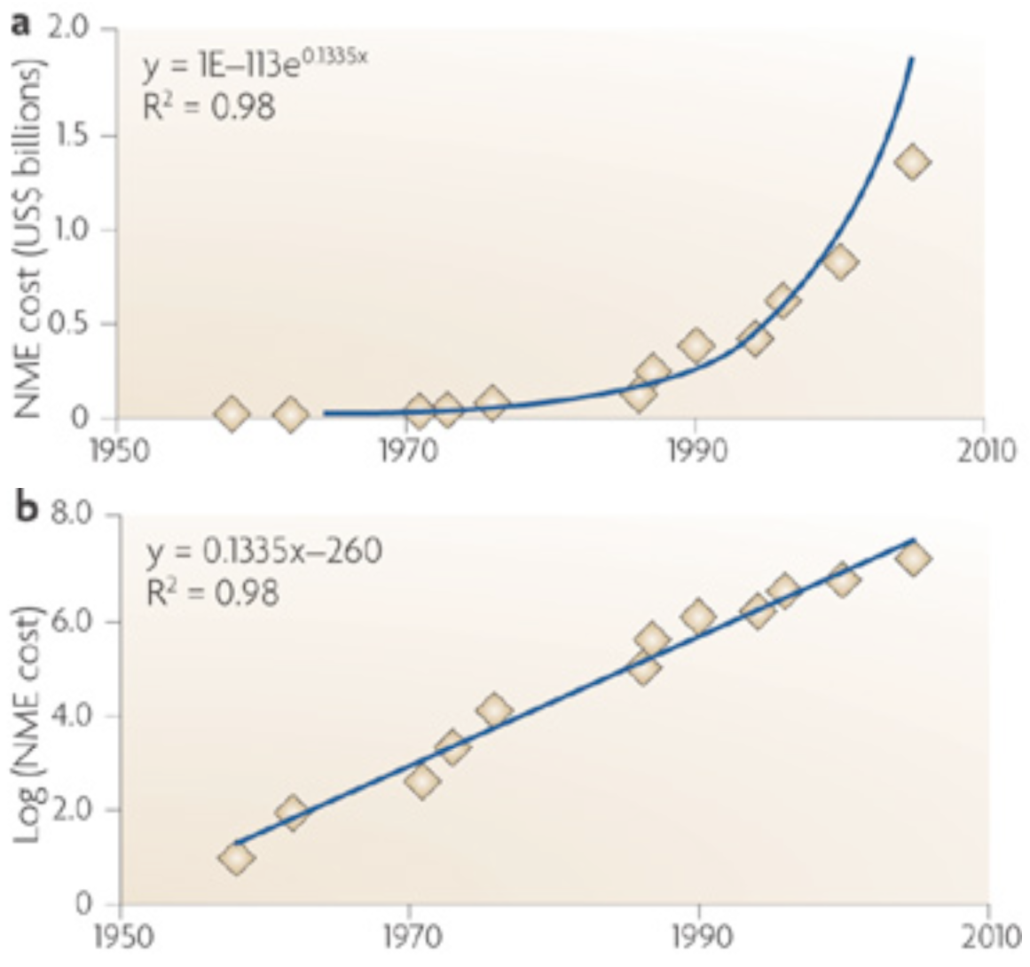 a
2.0
y = 1E–113e^0.1335x
R² = 0.98
1.5
1.0
0.5
0
NME cost (US$ billions)
1950 1970 1990 2010
b
8.0
y = 0.1335x–260
R² = 0.98
6.0
4.0
2.0
0
Log (NME cost)
1950 1970 1990 2010